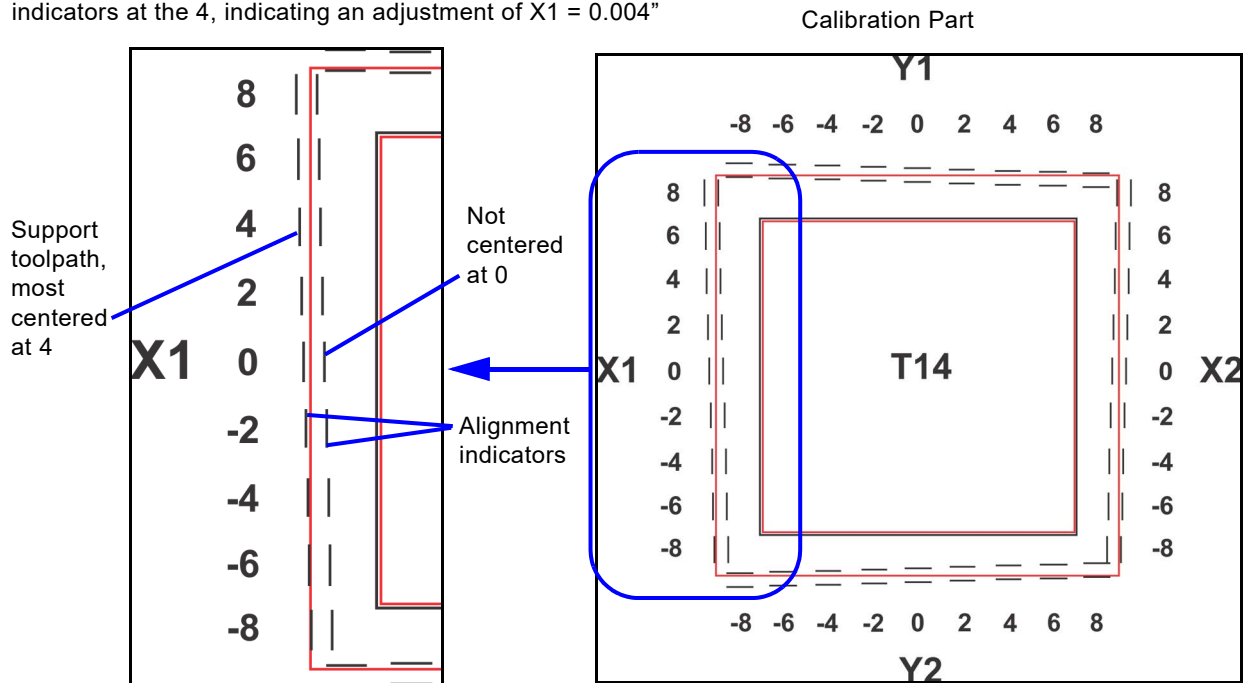 indicators at the 4, indicating an adjustment of X1 = 0.004”
Calibration Part
8
6
4
2
X1 0
-2
-4
-6
-8
Support
toolpath,
most
centered
at 4
Not
centered
at 0
Alignment
indicators
Y1
-8 -6 -4 -2 0 2 4 6 8
8 8
6 6
4 4
2 2
X1 0 T14 0 X2
-2 -2
-4 -4
-6 -6
-8 -8
-8 -6 -4 -2 0 2 4 6 8
Y2